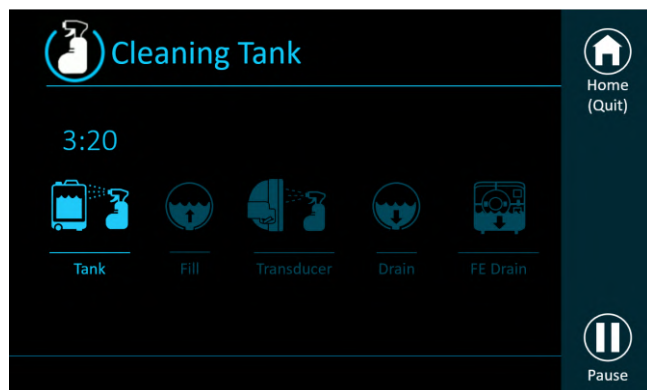 Cleaning Tank
Home
(Quit)
3:20
Tank
Fill
Transducer
Drain
FE Drain
Pause